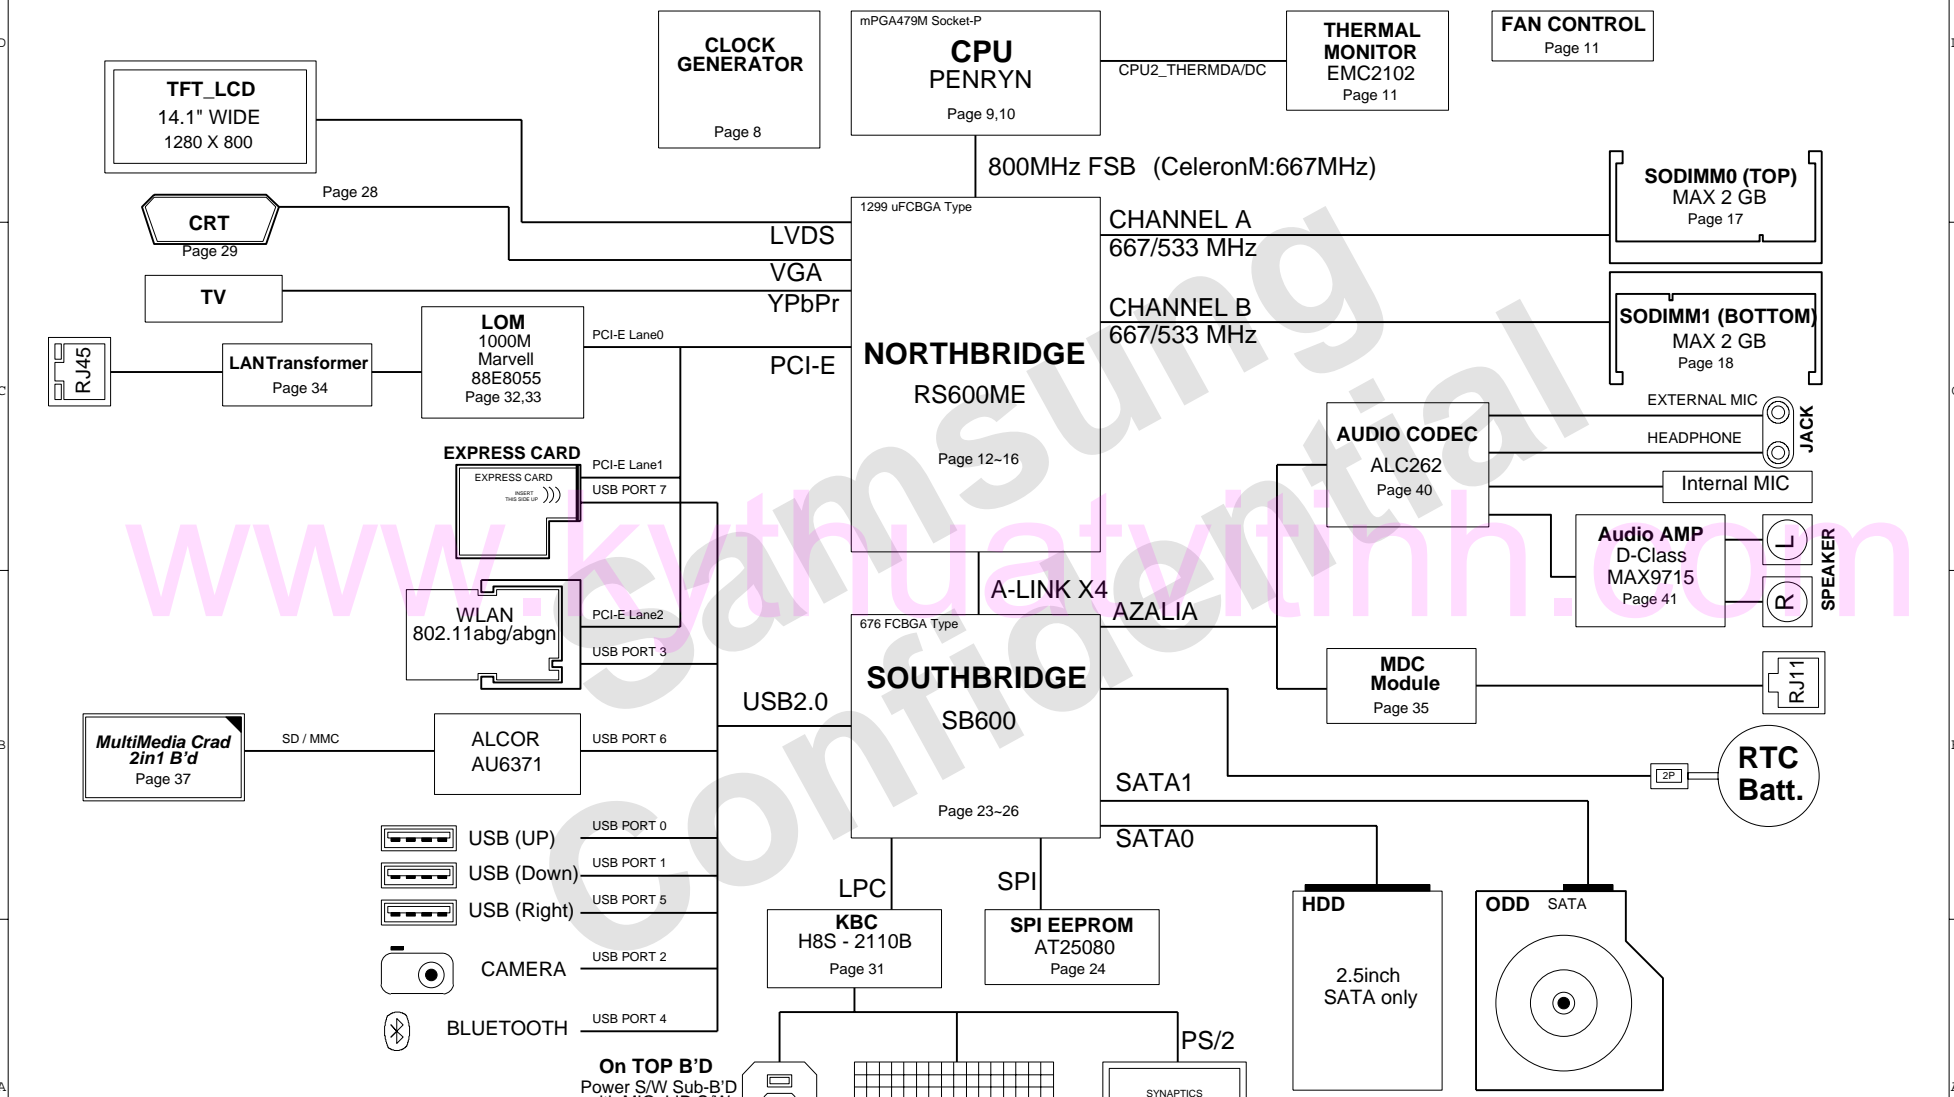 mPGA479M Socket-P
CPU
PENRYN
Page 9,10
CLOCK
GENERATOR
Page 8
CPU2_THERMDA/DC
THERMAL
MONITOR
EMC2102
Page 11
FAN CONTROL
Page 11
TFT_LCD
14.1" WIDE
1280 X 800
800MHz FSB (CeleronM:667MHz)
Page 28
CRT
Page 29
TV
LVDS
VGA
YPbPr
PCI-E
1299 uFCBGA Type
NORTHBRIDGE
RS600ME
Page 12~16
CHANNEL A
667/533 MHz
CHANNEL B
667/533 MHz
SODIMM0 (TOP)
MAX 2 GB
Page 17
SODIMM1 (BOTTOM)
MAX 2 GB
Page 18
RJ45
LAN Transformer
Page 34
LOM
1000M
Marvell
88E8055
Page 32,33
PCI-E Lane0
EXPRESS CARD
EXPRESS CARD
INSERT
THIS SIDE UP
PCI-E Lane1
USB PORT 7
WLAN
802.11abg/abgn
PCI-E Lane2
USB PORT 3
AUDIO CODEC
ALC262
Page 40
EXTERNAL MIC
HEADPHONE
JACK
Internal MIC
Audio AMP
D-Class
MAX9715
Page 41
L
R
SPEAKER
A-LINK X4
AZALIA
676 FCBGA Type
SOUTHBRIDGE
SB600
Page 23~26
MDC
Module
Page 35
RJ11
2P
RTC
Batt.
USB2.0
MultiMedia Crad
2in1 B'd
Page 37
SD / MMC
ALCOR
AU6371
USB PORT 6
USB (UP)
USB PORT 0
USB (Down)
USB PORT 1
USB (Right)
USB PORT 5
CAMERA
USB PORT 2
BLUETOOTH
USB PORT 4
SATA1
SATA0
LPC
SPI
KBC
H8S - 2110B
Page 31
SPI EEPROM
AT25080
Page 24
HDD
2.5inch
SATA only
ODD SATA
PS/2
On TOP B'D
Power S/W Sub-B'D
SYNAPTICS
Samsung
Confidential
www.kythuatvitinh.com
D
C
B
A